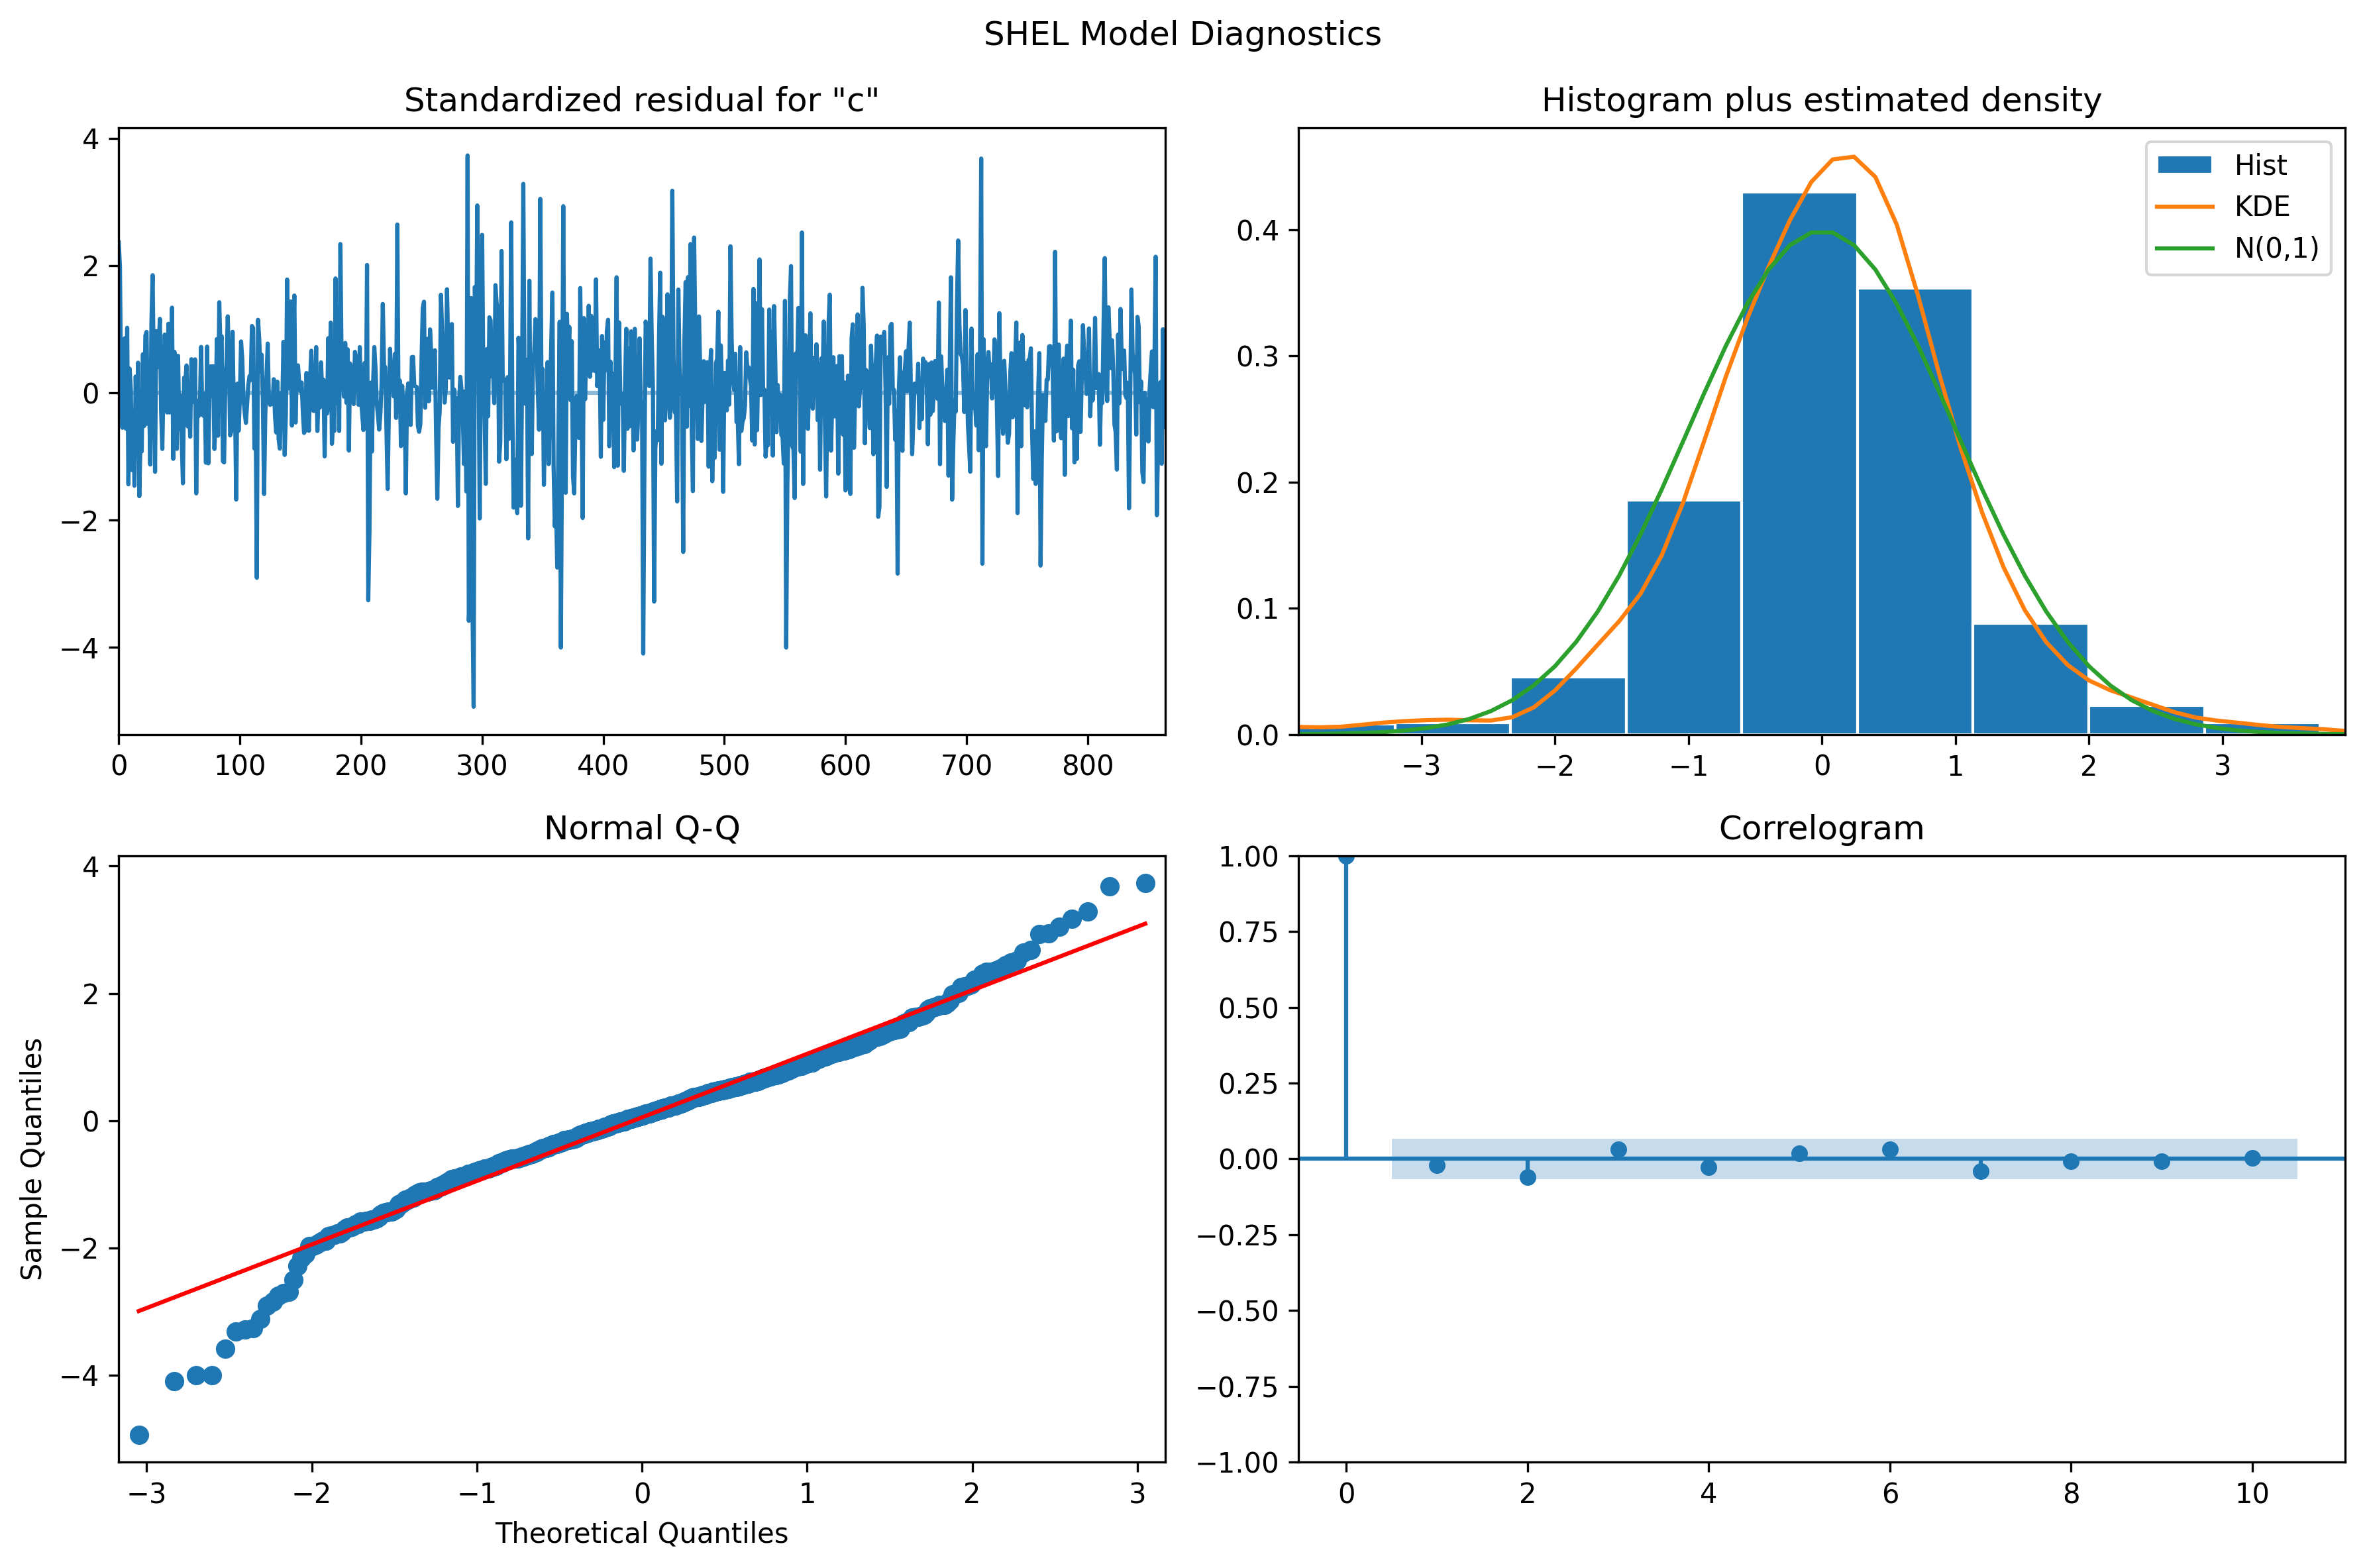 SHEL Model Diagnostics
Standardized residual for "c"
4
2
0
−2
−4
0 100 200 300 400 500 600 700 800
Histogram plus estimated density
Hist
KDE
N(0,1)
0.4
0.3
0.2
0.1
0.0
−3 −2 −1 0 1 2 3
Normal Q-Q
Sample Quantiles
4
2
0
−2
−4
−3 −2 −1 0 1 2 3
Theoretical Quantiles
Correlogram
1.00
0.75
0.50
0.25
0.00
−0.25
−0.50
−0.75
−1.00
0 2 4 6 8 10